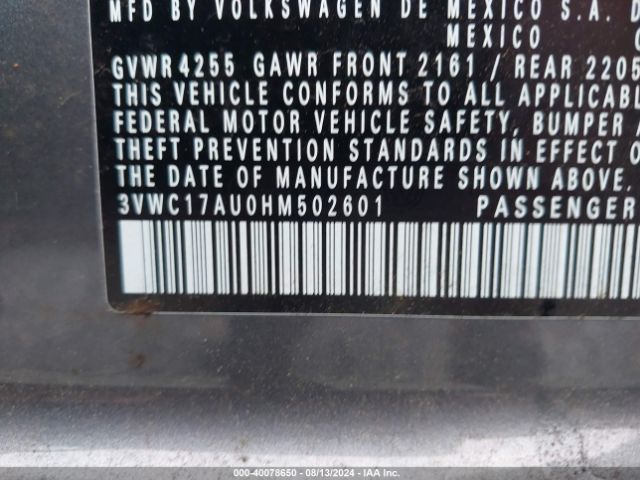 MFD BY VOLKSWAGEN DE MEXICO S.A.
MEXICO
GVWR 4255 GAWR FRONT 2161 / REAR 2205
THIS VEHICLE CONFORMS TO ALL APPLICABL
FEDERAL MOTOR VEHICLE SAFETY, BUMPER
THEFT PREVENTION STANDARDS IN EFFECT O
THE DATE OF MANUFACTURE SHOWN ABOVE.
3VWC17AU0HM502601 PASSENGER
000-40078650 | 08/13/2024 | IAA, LLC.